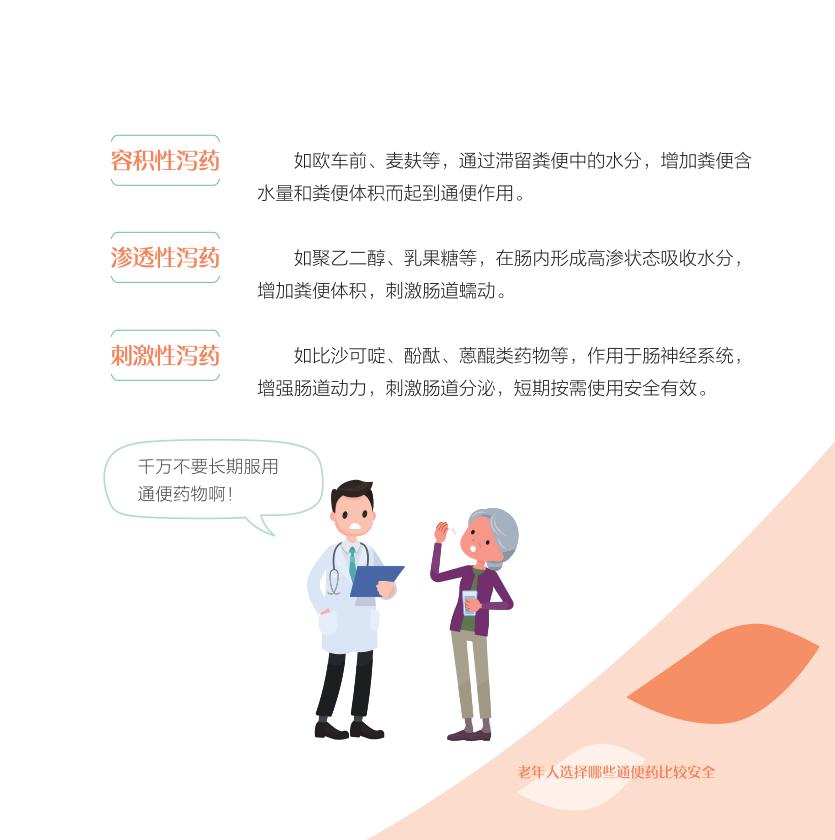 容积性泻药
如欧车前、麦麸等，通过滞留粪便中的水分，增加粪便含
水量和粪便体积而起到通便作用。
渗透性泻药
如聚乙二醇、乳果糖等，在肠内形成高渗状态吸收水分，
增加粪便体积，刺激肠道蠕动。
刺激性泻药
如比沙可啶、酚酞、蒽醌类药物等，作用于肠神经系统，
增强肠道动力，刺激肠道分泌，短期按需使用安全有效。
千万不要长期服用
通便药物啊！
老年人选择哪些通便药比较安全